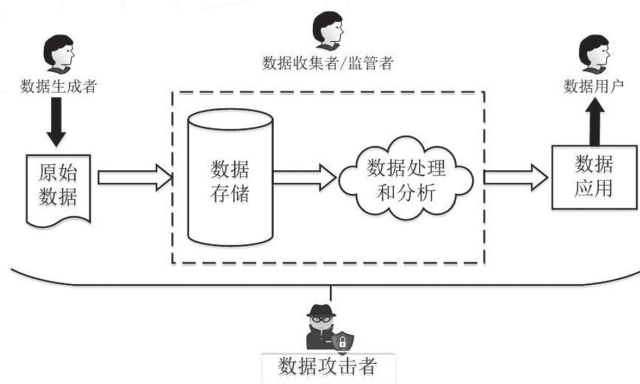 数据收集者/监管者
数据生成者
数据用户
原始
数据
数据
存储
数据处理
和分析
数据
应用
数据攻击者